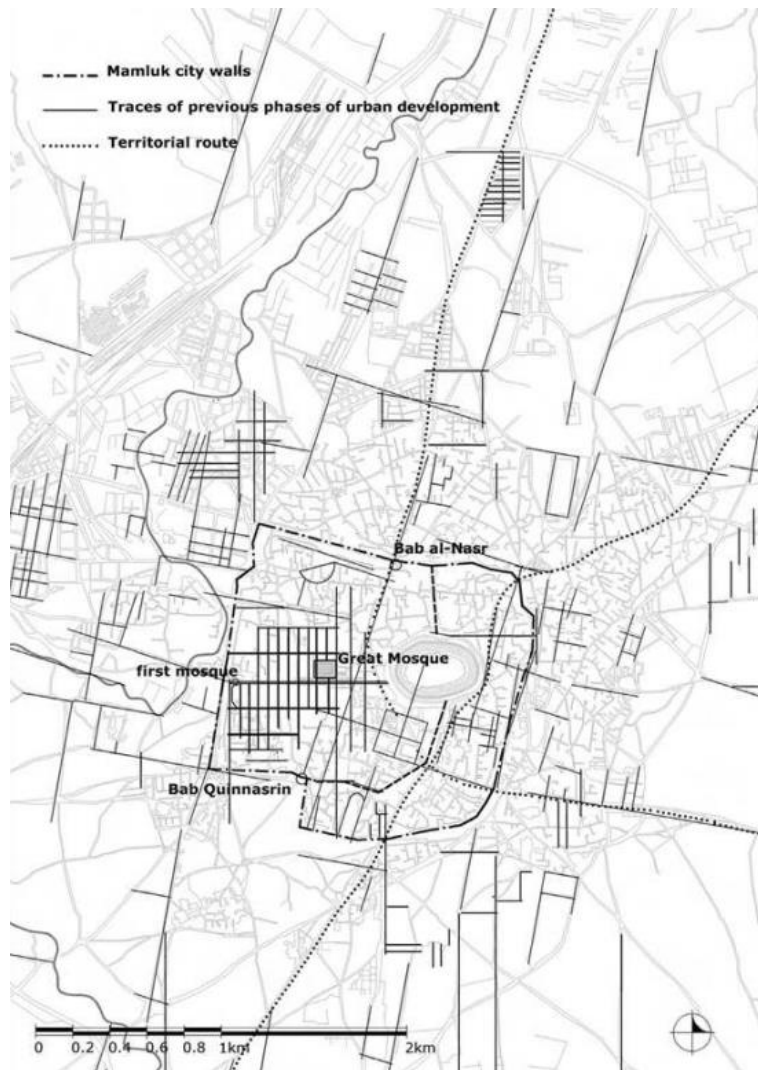 Mamluk city walls
Traces of previous phases of urban development
Territorial route
Bab al-Nasr
Great Mosque
first mosque
Bab Quinnasrin
0 0.2 0.4 0.6 0.8 1km 2km